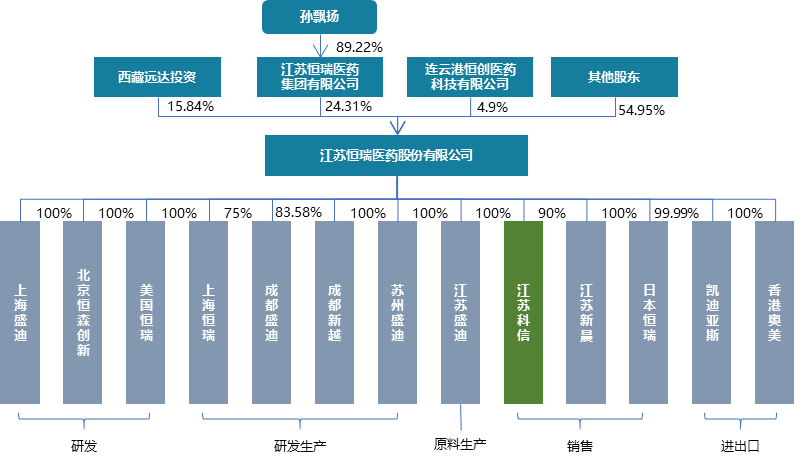 孙飘场
89.22%
西藏远达投资
江苏恒瑞医药
集团有限公司
连云港恒创医药
科技有限公司
其他股东
15.84%
24.31%
4.9%
54.95%
江苏恒瑞医药股份有限公司
100%
100%
100%
75%
83.58%
100%
100%
100%
90%
100%
99.99%
100%
上海盛迪
北京恒森创新
美国恒瑞
上海恒瑞
成都盛迪
成都新越
苏州盛迪
江苏盛迪
江苏科信
江苏新晨
日本恒瑞
凯迪亚斯
香港奥美
研发
研发生产
原料生产
销售
进出口